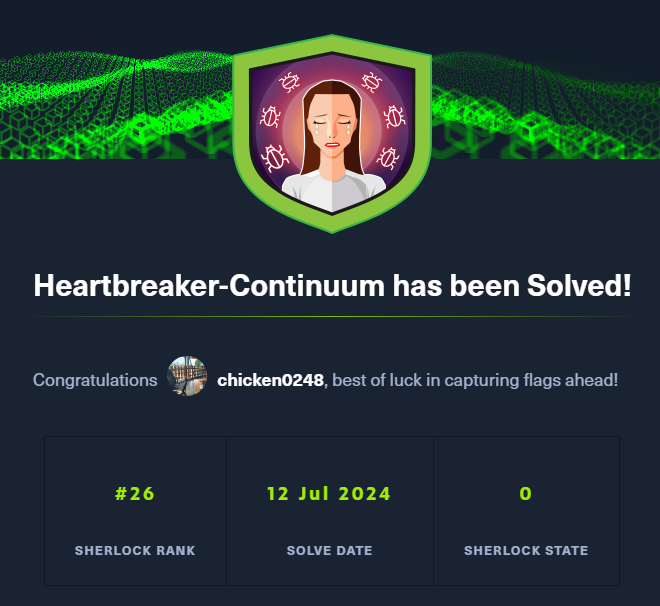 Heartbreaker-Continuum has been Solved!
Congratulations chicken0248, best of luck in capturing flags ahead!
#26 12 Jul 2024 0
SHERLOCK RANK SOLVE DATE SHERLOCK STATE